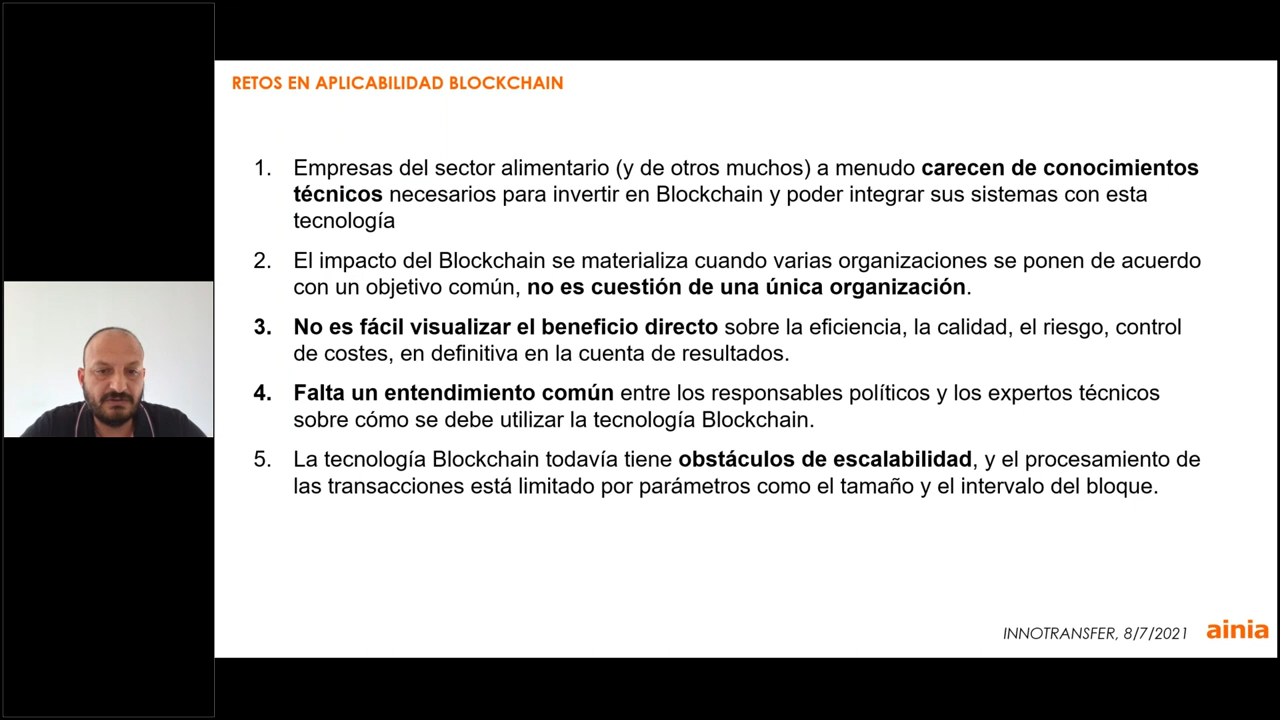 RETOS EN APLICABILIDAD BLOCKCHAIN
1. Empresas del sector alimentario (y de otros muchos) a menudo carecen de conocimientos
técnicos necesarios para invertir en Blockchain y poder integrar sus sistemas con esta
tecnología
2. El impacto del Blockchain se materializa cuando varias organizaciones se ponen de acuerdo
con un objetivo común, no es cuestión de una única organización.
3. No es fácil visualizar el beneficio directo sobre la eficiencia, la calidad, el riesgo, control
de costes, en definitiva en la cuenta de resultados.
4. Falta un entendimiento común entre los responsables políticos y los expertos técnicos
sobre cómo se debe utilizar la tecnología Blockchain.
5. La tecnología Blockchain todavía tiene obstáculos de escalabilidad, y el procesamiento de
las transacciones está limitado por parámetros como el tamaño y el intervalo del bloque.
INNOTRANSFER, 8/7/2021 ainia